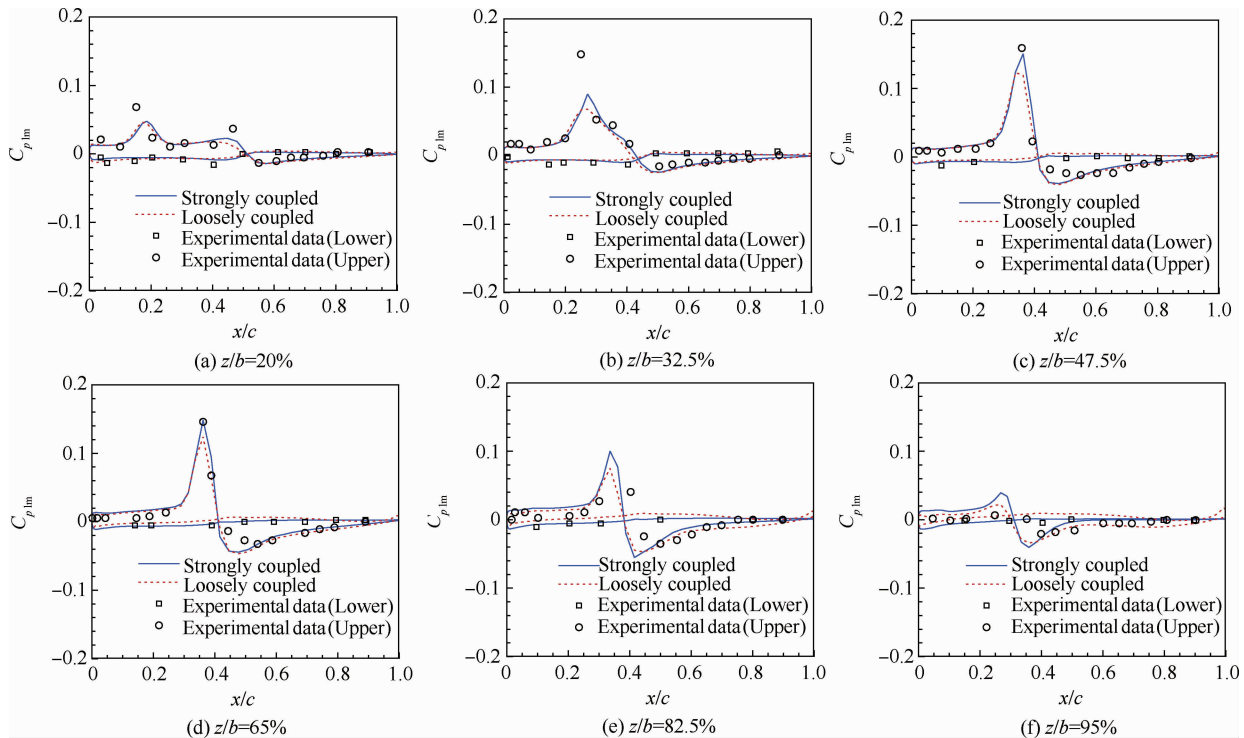 0.2
0.1
0
−0.1
−0.2
C_p lm
Strongly coupled
Loosely coupled
Experimental data (Lower)
Experimental data (Upper)
0 0.2 0.4 0.6 0.8 1.0
x/c
(a) z/b=20%
0.2
0.1
0
−0.1
−0.2
C_p lm
Strongly coupled
Loosely coupled
Experimental data (Lower)
Experimental data (Upper)
0 0.2 0.4 0.6 0.8 1.0
x/c
(b) z/b=32.5%
0.2
0.1
0
−0.1
−0.2
C_p lm
Strongly coupled
Loosely coupled
Experimental data (Lower)
Experimental data (Upper)
0 0.2 0.4 0.6 0.8 1.0
x/c
(c) z/b=47.5%
0.2
0.1
0
−0.1
−0.2
C_p lm
Strongly coupled
Loosely coupled
Experimental data (Lower)
Experimental data (Upper)
0 0.2 0.4 0.6 0.8 1.0
x/c
(d) z/b=65%
0.2
0.1
0
−0.1
−0.2
C_p lm
Strongly coupled
Loosely coupled
Experimental data (Lower)
Experimental data (Upper)
0 0.2 0.4 0.6 0.8 1.0
x/c
(e) z/b=82.5%
0.2
0.1
0
−0.1
−0.2
C_p lm
Strongly coupled
Loosely coupled
Experimental data (Lower)
Experimental data (Upper)
0 0.2 0.4 0.6 0.8 1.0
x/c
(f) z/b=95%